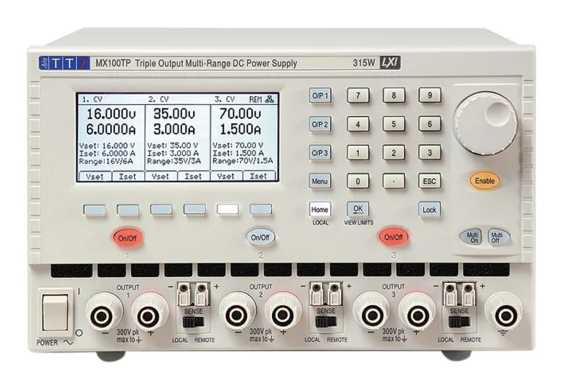 aim TTi MX100TP Triple Output Multi-Range DC Power Supply 315W LXI
1. CV 2. CV 3. CV REM
16.000v 35.00v 70.00v
6.0000A 3.000A 1.500A
Vset: 16.000 V Vset: 35.00 V Vset: 70.00 V
Iset: 6.0000 A Iset: 3.000 A Iset: 1.500 A
Range:16V/6A Range:35V/3A Range:70V/1.5A
Vset Iset Vset Iset Vset Iset
O/P 1 7 8 9
O/P 2 4 5 6
O/P 3 1 2 3
Menu 0 . ESC
Enable
Home OK Lock
LOCAL VIEW LIMITS
On/Off On/Off On/Off
Multi On Multi Off
1 2 3
OUTPUT 1 - + OUTPUT 2 - + OUTPUT 3 - +
SENSE SENSE SENSE
I
O
POWER
- 300V pk max to + LOCAL REMOTE
- 300V pk max to + LOCAL REMOTE
- 300V pk max to + LOCAL REMOTE